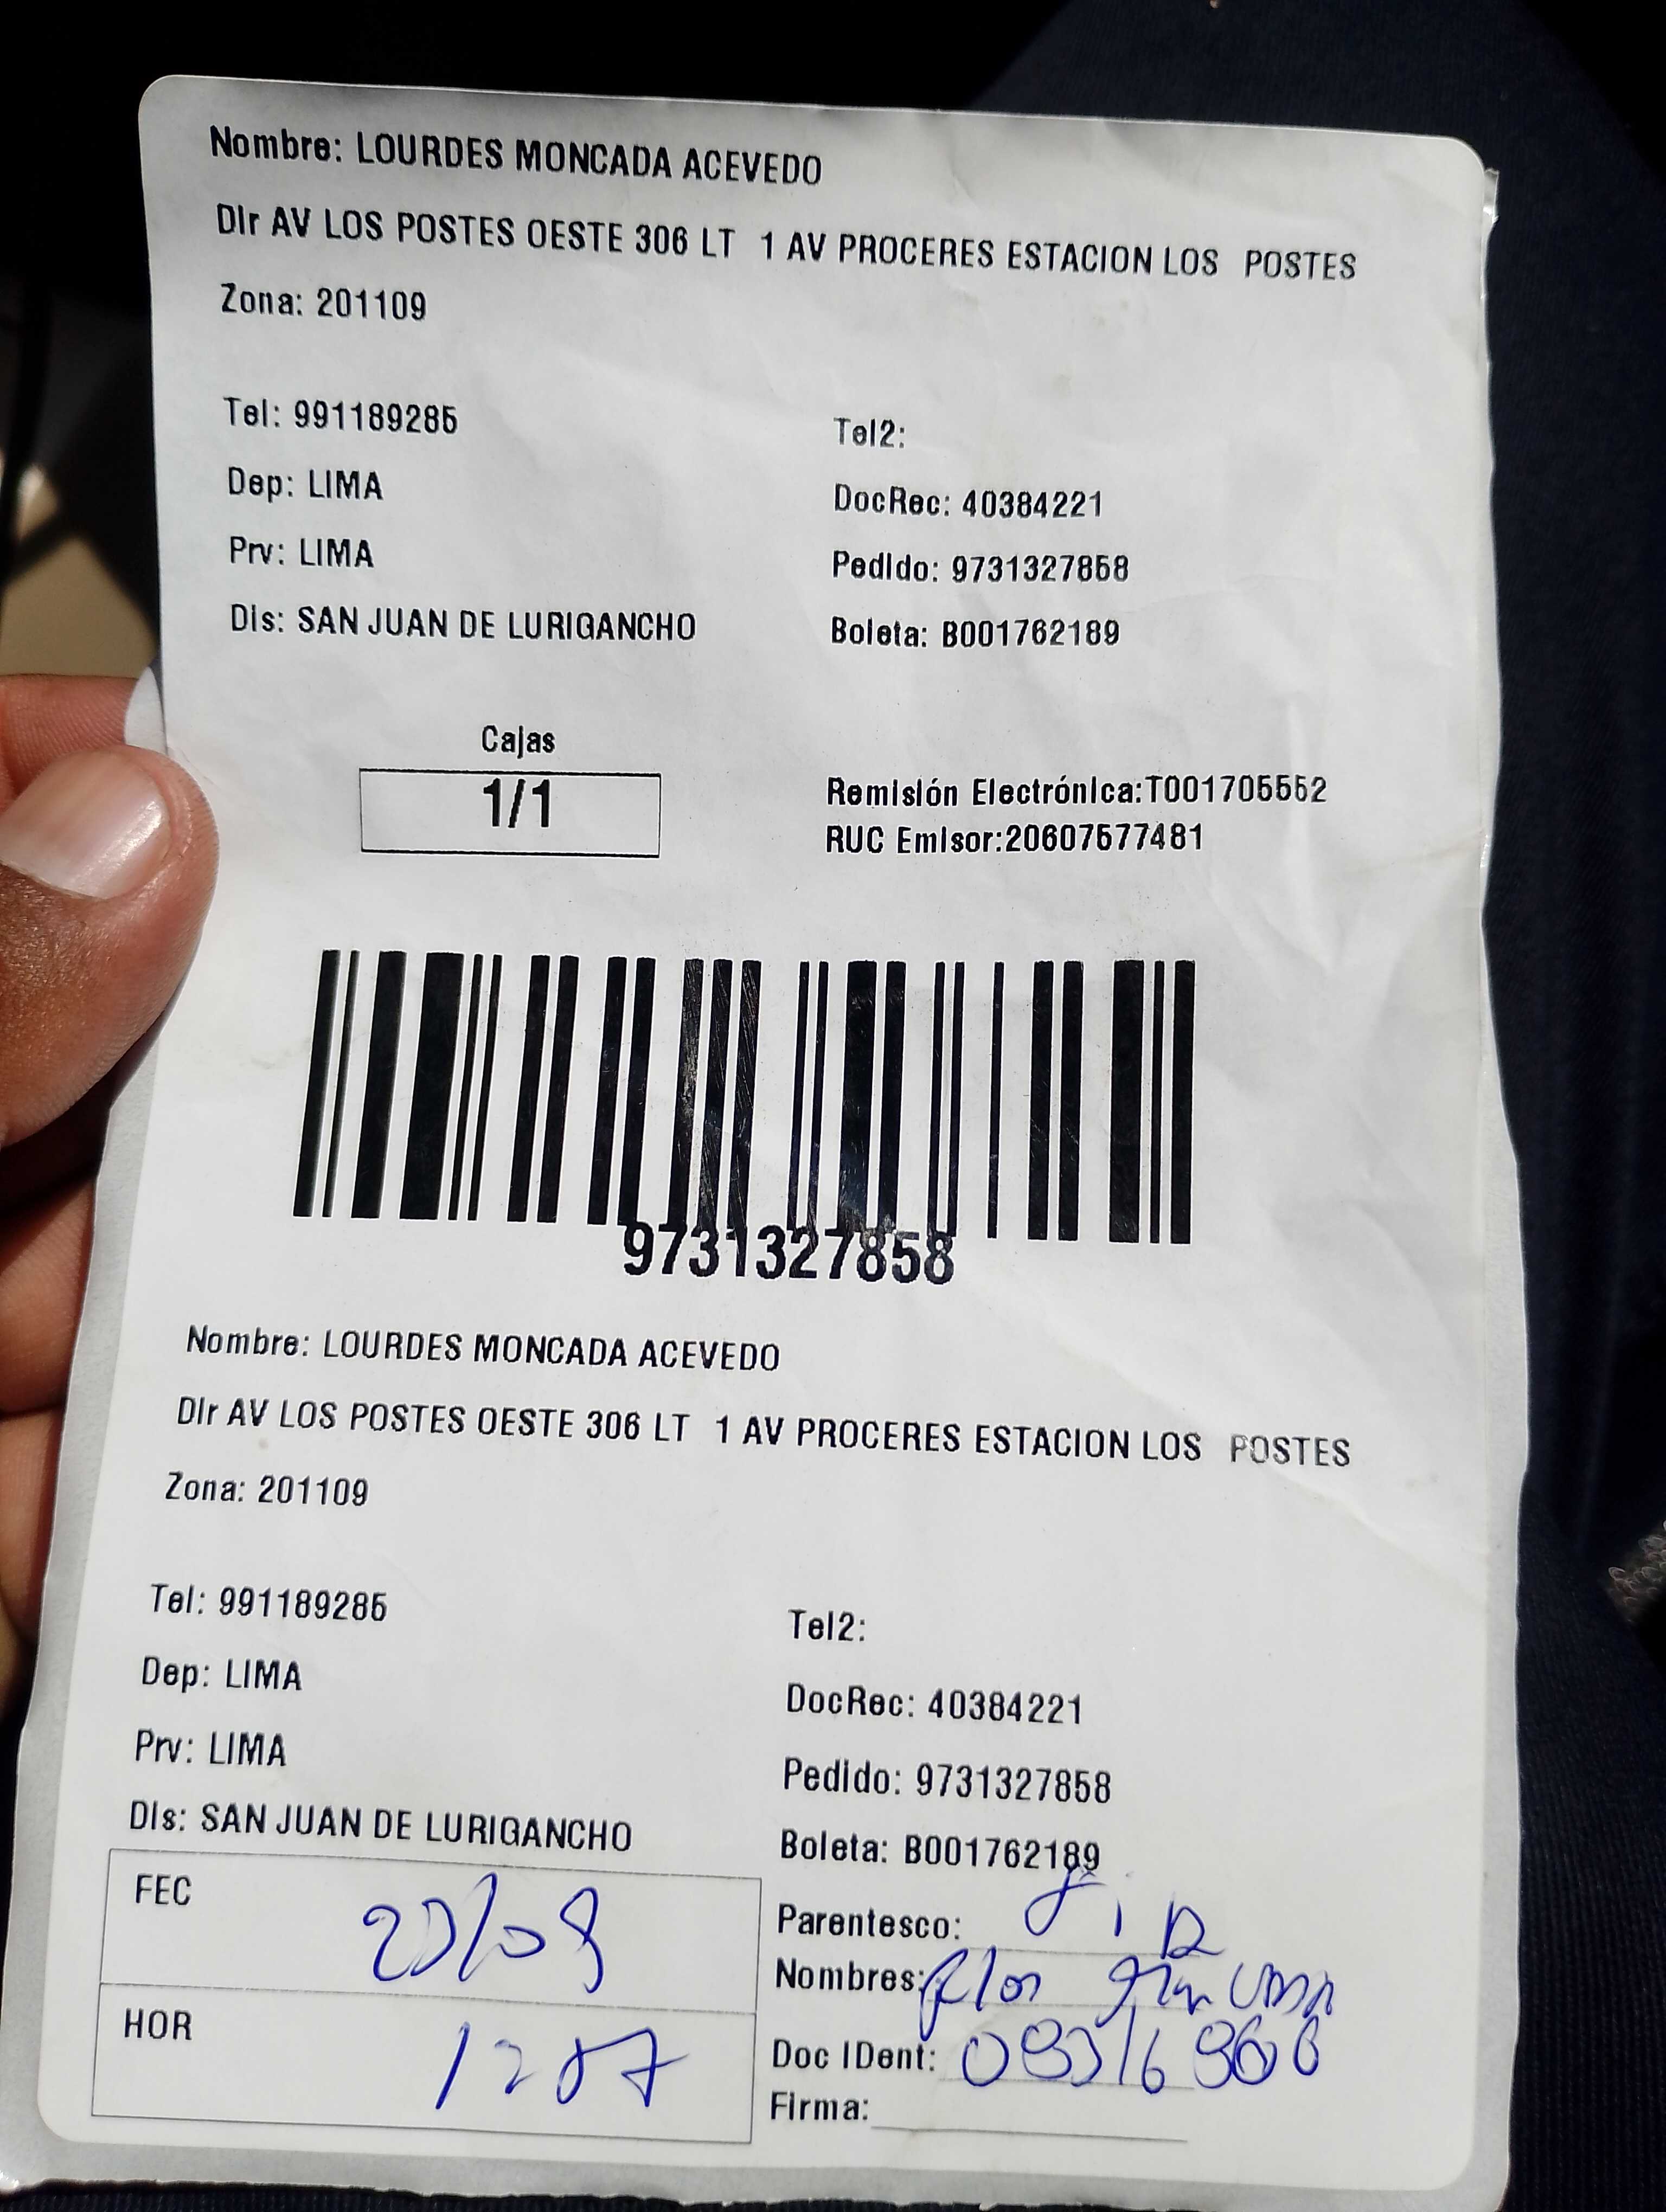 Nombre: LOURDES MONCADA ACEVEDO
Dir AV LOS POSTES OESTE 306 LT 1 AV PROCERES ESTACION LOS POSTES
Zona: 201109
Tel: 991189285
Tel2:
Dep: LIMA
DocRec: 40384221
Prv: LIMA
Pedido: 9731327858
Dis: SAN JUAN DE LURIGANCHO
Boleta: B001762189
Cajas
1/1
Remisión Electrónica:T001705552
RUC Emisor:20607577481
9731327858
Nombre: LOURDES MONCADA ACEVEDO
Dir AV LOS POSTES OESTE 306 LT 1 AV PROCERES ESTACION LOS POSTES
Zona: 201109
Tel: 991189285
Tel2:
Dep: LIMA
DocRec: 40384221
Prv: LIMA
Pedido: 9731327858
Dis: SAN JUAN DE LURIGANCHO
Boleta: B001762189
FEC
Parentesco:
Nombres: flor
HOR
Doc IDent:
Firma: